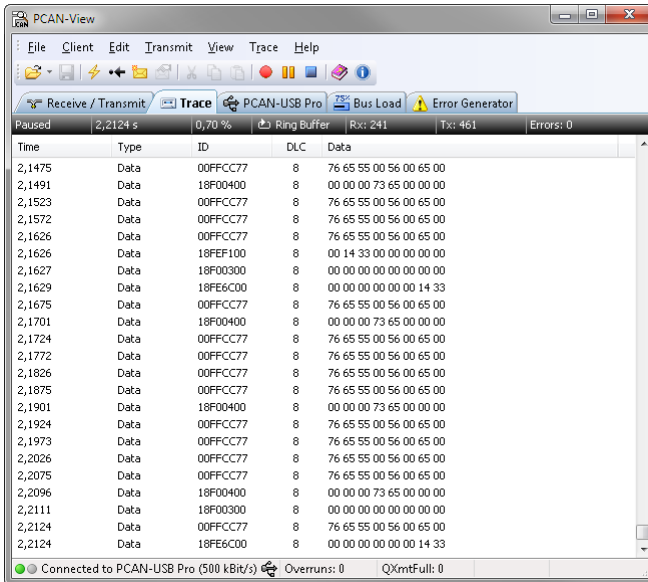 PCAN-View
File Client Edit Transmit View Trace Help
Receive / Transmit Trace PCAN-USB Pro Bus Load Error Generator
Paused 2,2124 s 0,70 % Ring Buffer Rx: 241 Tx: 461 Errors: 0
Time Type ID DLC Data
2,1475 Data 00FFCC77 8 76 65 55 00 56 00 65 00
2,1491 Data 18F00400 8 00 00 00 73 65 00 00 00
2,1523 Data 00FFCC77 8 76 65 55 00 56 00 65 00
2,1572 Data 00FFCC77 8 76 65 55 00 56 00 65 00
2,1626 Data 00FFCC77 8 76 65 55 00 56 00 65 00
2,1626 Data 18FEF100 8 00 14 33 00 00 00 00 00
2,1627 Data 18F00300 8 00 00 00 00 00 00 00 00
2,1629 Data 18FE6C00 8 00 00 00 00 00 00 14 33
2,1675 Data 00FFCC77 8 76 65 55 00 56 00 65 00
2,1701 Data 18F00400 8 00 00 00 73 65 00 00 00
2,1724 Data 00FFCC77 8 76 65 55 00 56 00 65 00
2,1772 Data 00FFCC77 8 76 65 55 00 56 00 65 00
2,1826 Data 00FFCC77 8 76 65 55 00 56 00 65 00
2,1875 Data 00FFCC77 8 76 65 55 00 56 00 65 00
2,1901 Data 18F00400 8 00 00 00 73 65 00 00 00
2,1924 Data 00FFCC77 8 76 65 55 00 56 00 65 00
2,1973 Data 00FFCC77 8 76 65 55 00 56 00 65 00
2,2026 Data 00FFCC77 8 76 65 55 00 56 00 65 00
2,2075 Data 00FFCC77 8 76 65 55 00 56 00 65 00
2,2096 Data 18F00400 8 00 00 00 73 65 00 00 00
2,2111 Data 18F00300 8 00 00 00 00 00 00 00 00
2,2124 Data 00FFCC77 8 76 65 55 00 56 00 65 00
2,2124 Data 18FE6C00 8 00 00 00 00 00 00 14 33
Connected to PCAN-USB Pro (500 kBit/s) Overruns: 0 QXmtFull: 0